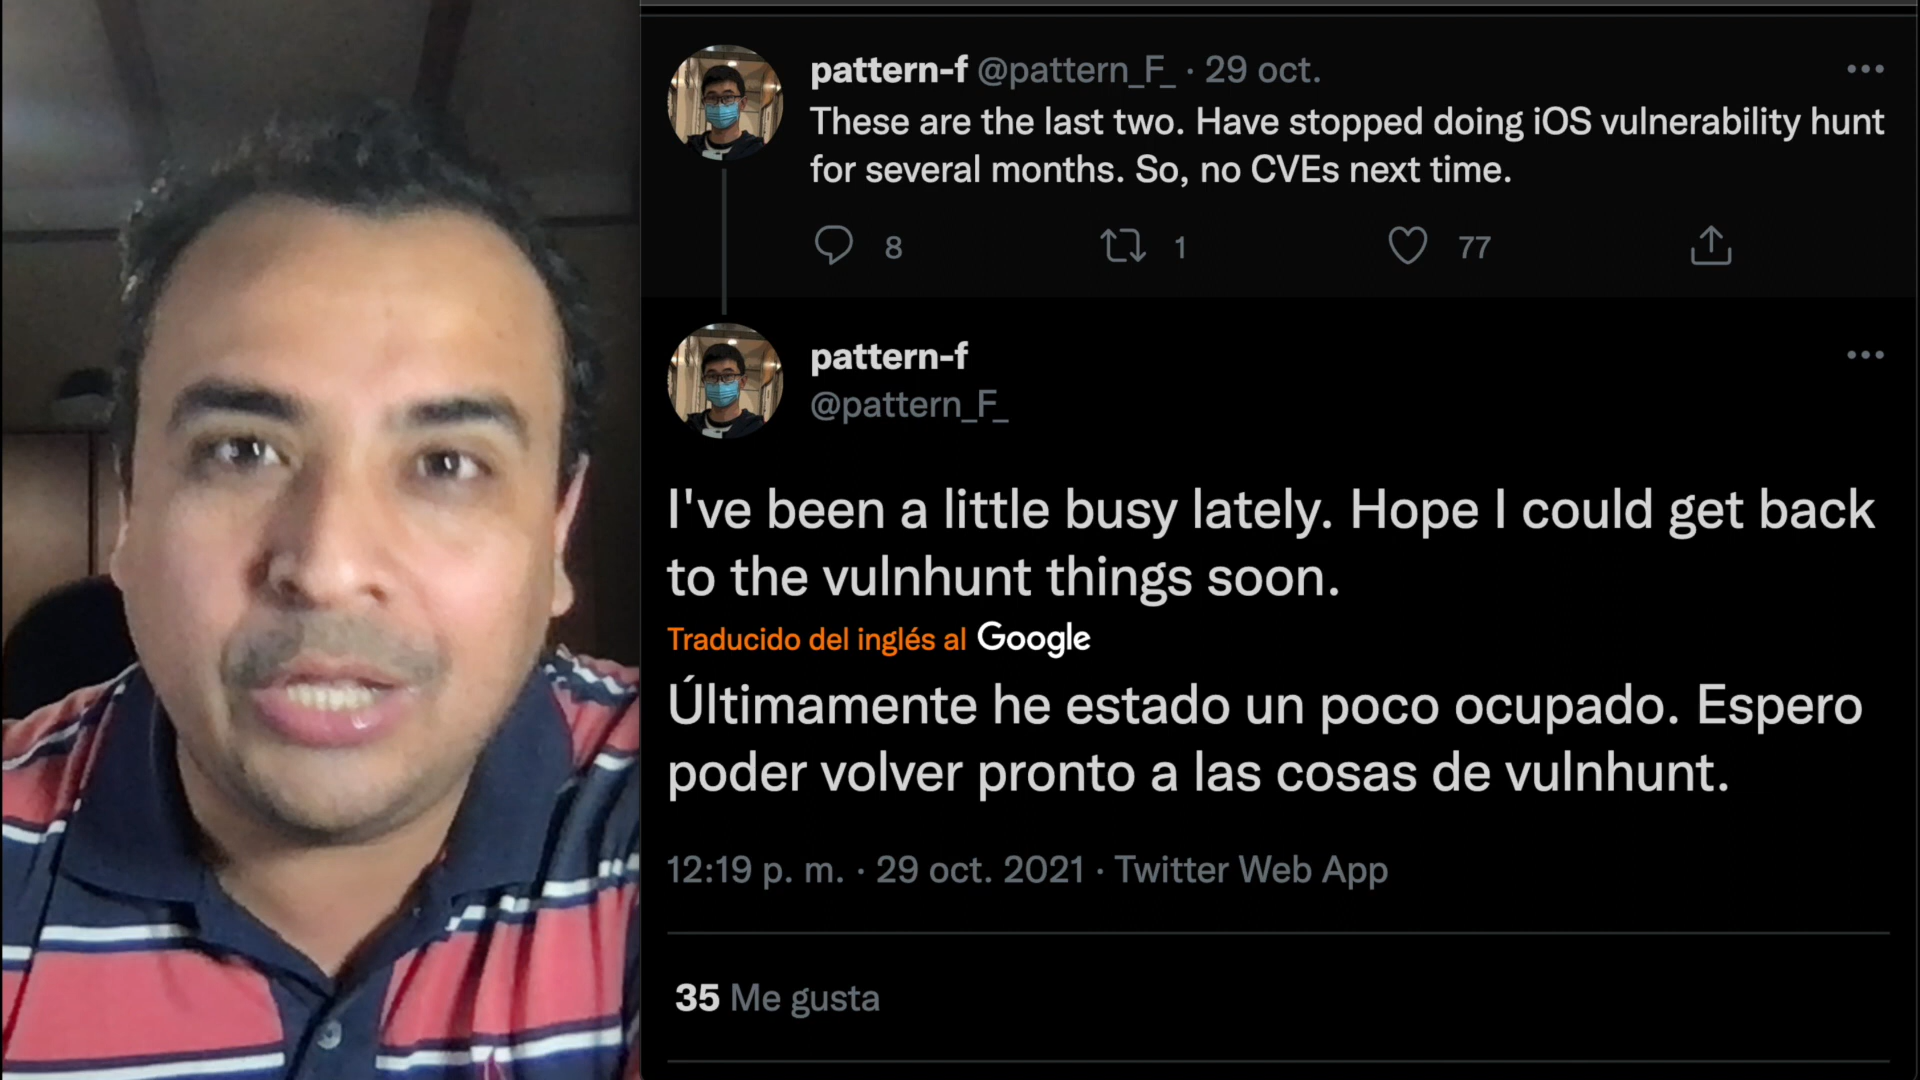 pattern-f @pattern_F_ · 29 oct.
These are the last two. Have stopped doing iOS vulnerability hunt
for several months. So, no CVEs next time.
8 1 77
pattern-f
@pattern_F_
I've been a little busy lately. Hope I could get back
to the vulnhunt things soon.
Traducido del inglés al Google
Últimamente he estado un poco ocupado. Espero
poder volver pronto a las cosas de vulnhunt.
12:19 p. m. · 29 oct. 2021 · Twitter Web App
35 Me gusta